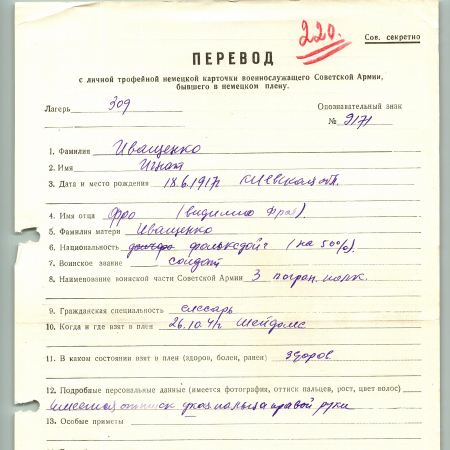 220.
Сов. секретно
ПЕРЕВОД
с личной трофейной немецкой карточки военнослужащего Советской Армии,
бывшего в немецком плену.
Лагерь 309
Опознавательный знак
№ 9171
1. Фамилия Иващенко
2. Имя Игнат
3. Дата и место рождения 18.6.1917г Киевская обл.
4. Имя отца Фро (видимо Фрол).
5. Фамилия матери Иващенко
6. Национальность фольксдойч (на 50%).
7. Воинское звание солдат
8. Наименование воинской части Советской Армии 3 погран. полк.
9. Гражданская специальность слесарь
10. Когда и где взят в плен 26.10.41г
11. В каком состоянии взят в плен (здоров, болен, ранен) здоров
12. Подробные персональные данные (имеется фотография, оттиск пальцев, рост, цвет волос)
имеется оттиск указ пальца правой руки
13. Особые приметы